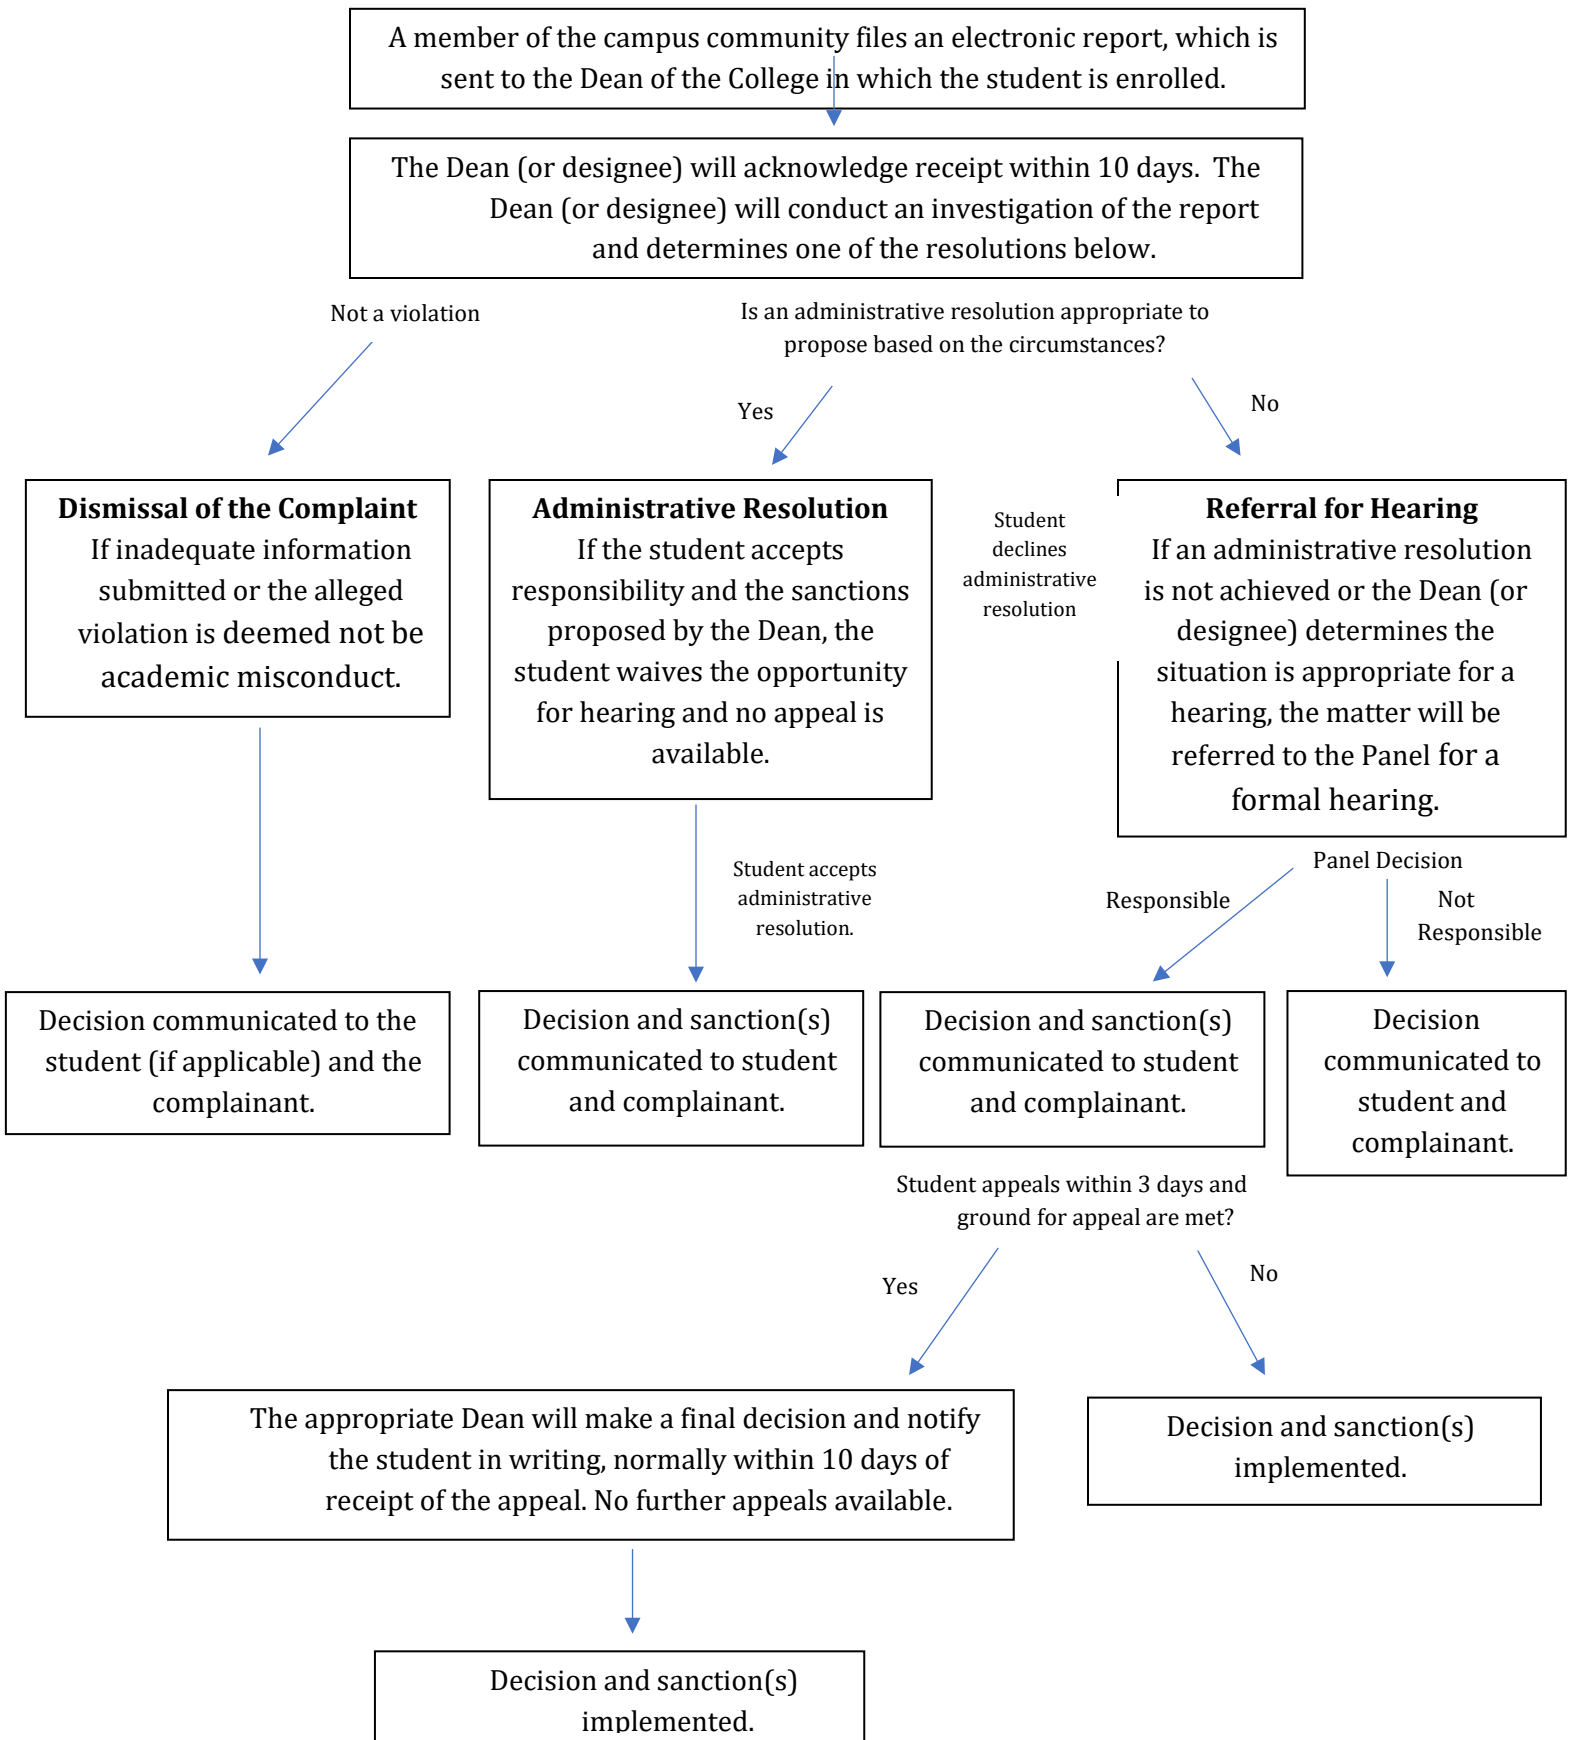 A member of the campus community files an electronic report, which is
sent to the Dean of the College in which the student is enrolled.
The Dean (or designee) will acknowledge receipt within 10 days.  The
Dean (or designee) will conduct an investigation of the report
and determines one of the resolutions below.
Not a violation
Is an administrative resolution appropriate to
propose based on the circumstances?
Yes
No
Dismissal of the Complaint
If inadequate information
submitted or the alleged
violation is deemed not be
academic misconduct.
Administrative Resolution
If the student accepts
responsibility and the sanctions
proposed by the Dean, the
student waives the opportunity
for hearing and no appeal is
available.
Student
declines
administrative
resolution
Referral for Hearing
If an administrative resolution
is not achieved or the Dean (or
designee) determines the
situation is appropriate for a
hearing, the matter will be
referred to the Panel for a
formal hearing.
Student accepts
administrative
resolution.
Panel Decision
Responsible
Not
Responsible
Decision communicated to the
student (if applicable) and the
complainant.
Decision and sanction(s)
communicated to student
and complainant.
Decision and sanction(s)
communicated to student
and complainant.
Decision
communicated to
student and
complainant.
Student appeals within 3 days and
ground for appeal are met?
Yes
No
The appropriate Dean will make a final decision and notify
the student in writing, normally within 10 days of
receipt of the appeal. No further appeals available.
Decision and sanction(s)
implemented.
Decision and sanction(s)
implemented.